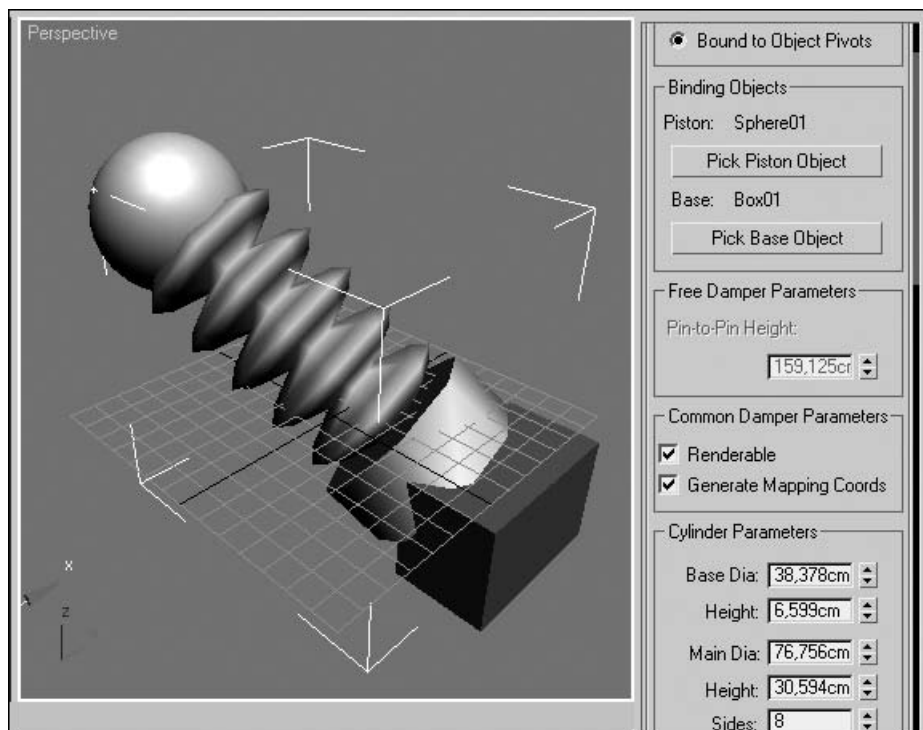 Perspective
Bound to Object Pivots
Binding Objects
Piston: Sphere01
Pick Piston Object
Base: Box01
Pick Base Object
Free Damper Parameters
Pin-to-Pin Height:
159,125cr
Common Damper Parameters
Renderable
Generate Mapping Coords
Cylinder Parameters
Base Dia: 38,378cm
Height: 6,599cm
Main Dia: 76,756cm
Height: 30,594cm
Sides: 8
x
z